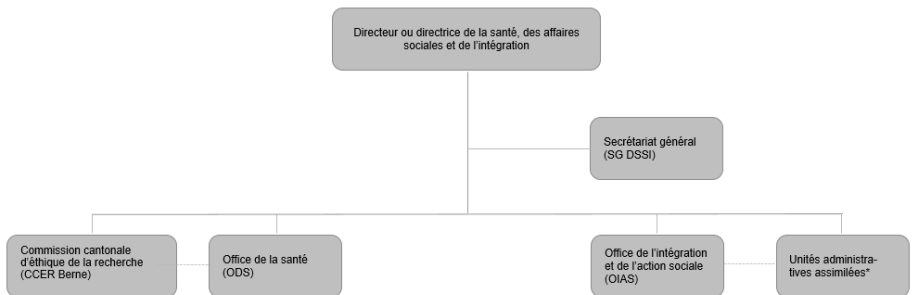 Directeur ou directrice de la santé, des affaires
sociales et de l'intégration
Secrétariat général
(SG DSSI)
Commission cantonale
d'éthique de la recherche
(CCER Berne)
Office de la santé
(ODS)
Office de l'intégration
et de l'action sociale
(OIAS)
Unités administra-
tives assimilées*